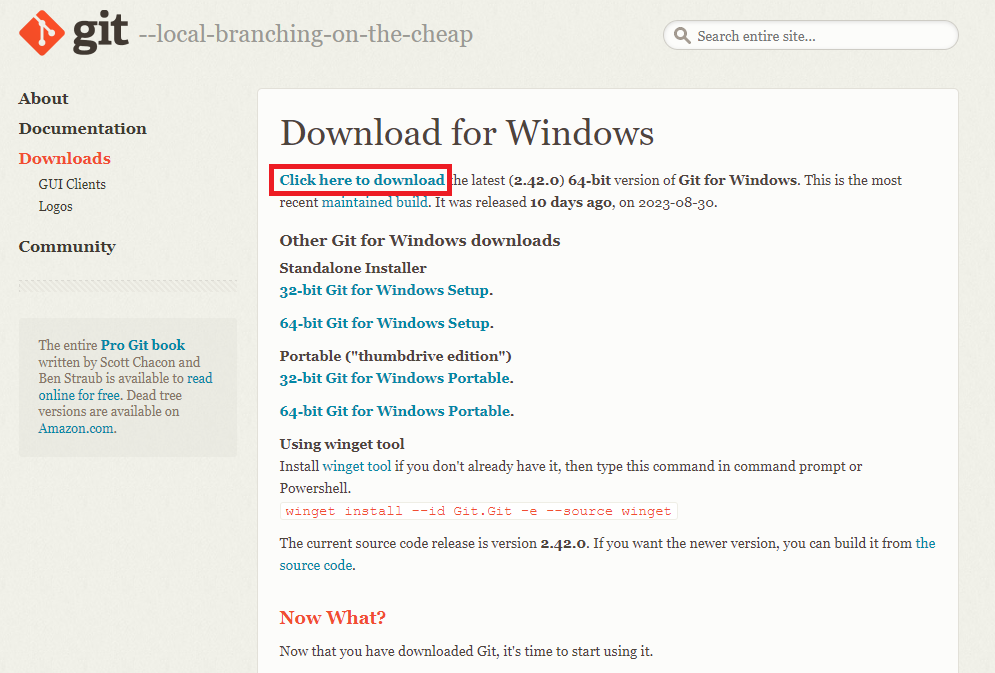 git --local-branching-on-the-cheap
Search entire site...
About
Documentation
Downloads
GUI Clients
Logos
Community
The entire Pro Git book
written by Scott Chacon and
Ben Straub is available to read
online for free. Dead tree
versions are available on
Amazon.com.
Download for Windows
Click here to download the latest (2.42.0) 64-bit version of Git for Windows. This is the most
recent maintained build. It was released 10 days ago, on 2023-08-30.
Other Git for Windows downloads
Standalone Installer
32-bit Git for Windows Setup.
64-bit Git for Windows Setup.
Portable ("thumbdrive edition")
32-bit Git for Windows Portable.
64-bit Git for Windows Portable.
Using winget tool
Install winget tool if you don't already have it, then type this command in command prompt or
Powershell.
winget install --id Git.Git -e --source winget
The current source code release is version 2.42.0. If you want the newer version, you can build it from the
source code.
Now What?
Now that you have downloaded Git, it's time to start using it.